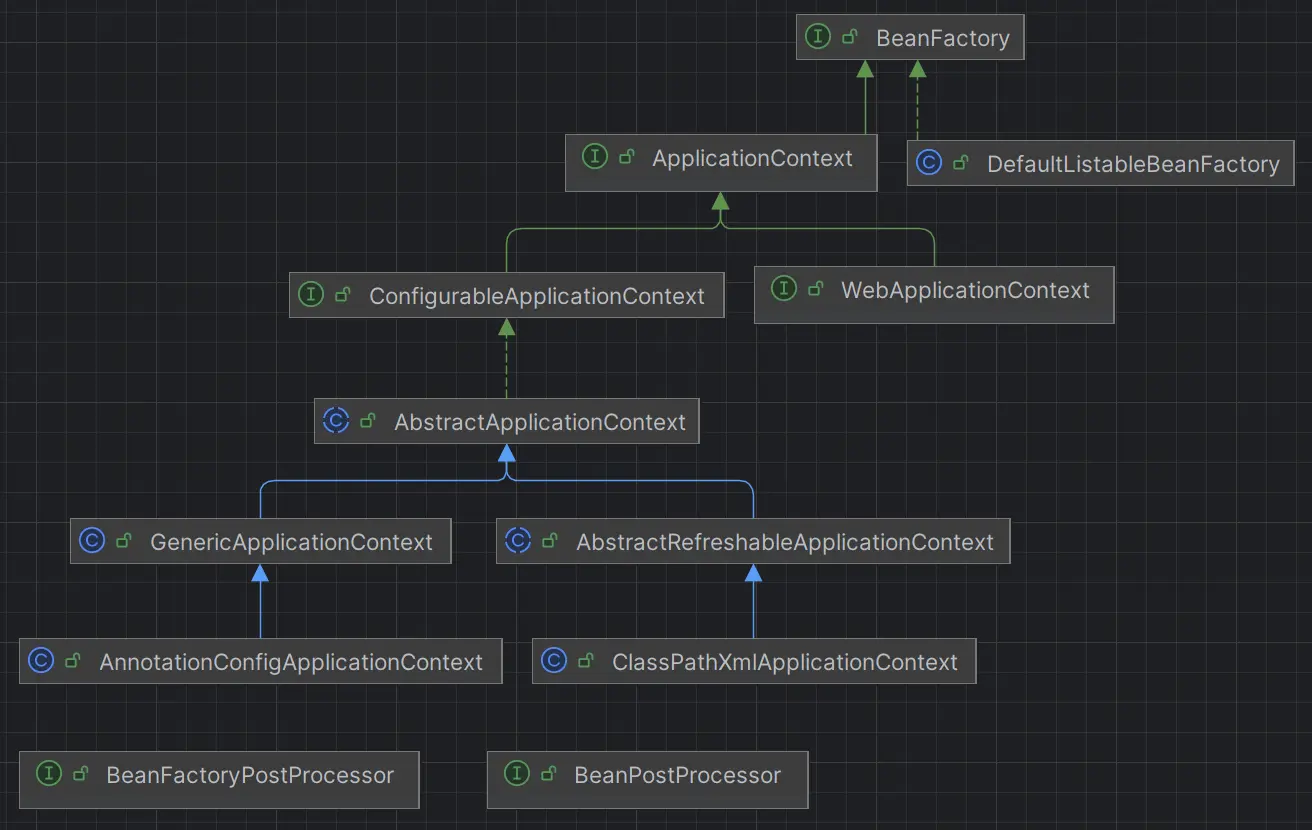 BeanFactory
ApplicationContext
DefaultListableBeanFactory
ConfigurableApplicationContext
WebApplicationContext
AbstractApplicationContext
GenericApplicationContext
AbstractRefreshableApplicationContext
AnnotationConfigApplicationContext
ClassPathXmlApplicationContext
BeanFactoryPostProcessor
BeanPostProcessor